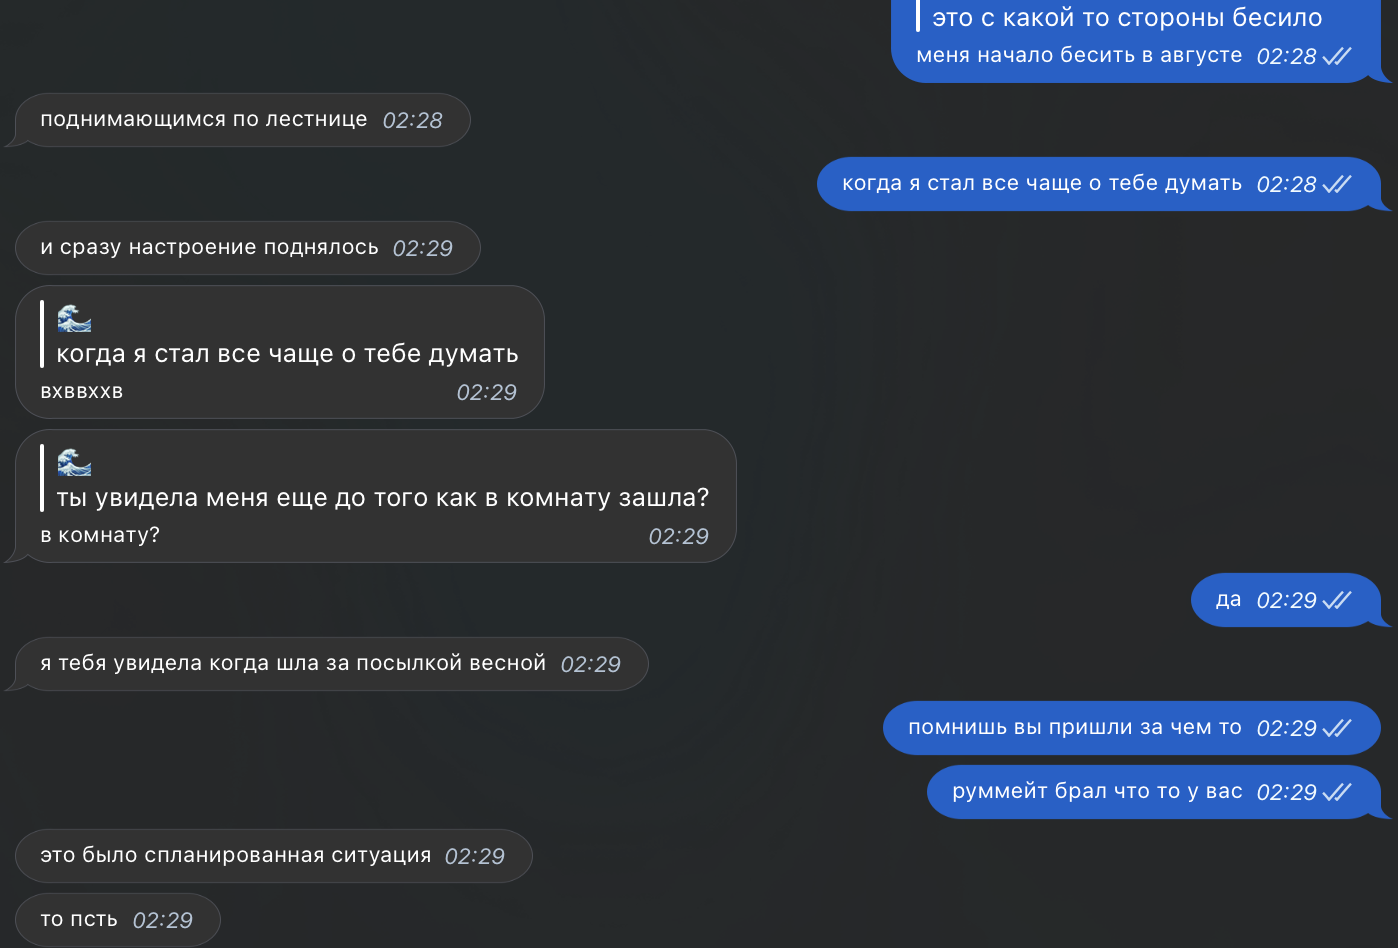 это с какой то стороны бесило
меня начало бесить в августе 02:28
поднимающимся по лестнице 02:28
когда я стал все чаще о тебе думать 02:28
и сразу настроение поднялось 02:29
🌊
когда я стал все чаще о тебе думать
вхввххв 02:29
🌊
ты увидела меня еще до того как в комнату зашла?
в комнату? 02:29
да 02:29
я тебя увидела когда шла за посылкой весной 02:29
помнишь вы пришли за чем то 02:29
руммейт брал что то у вас 02:29
это было спланированная ситуация 02:29
то псть 02:29